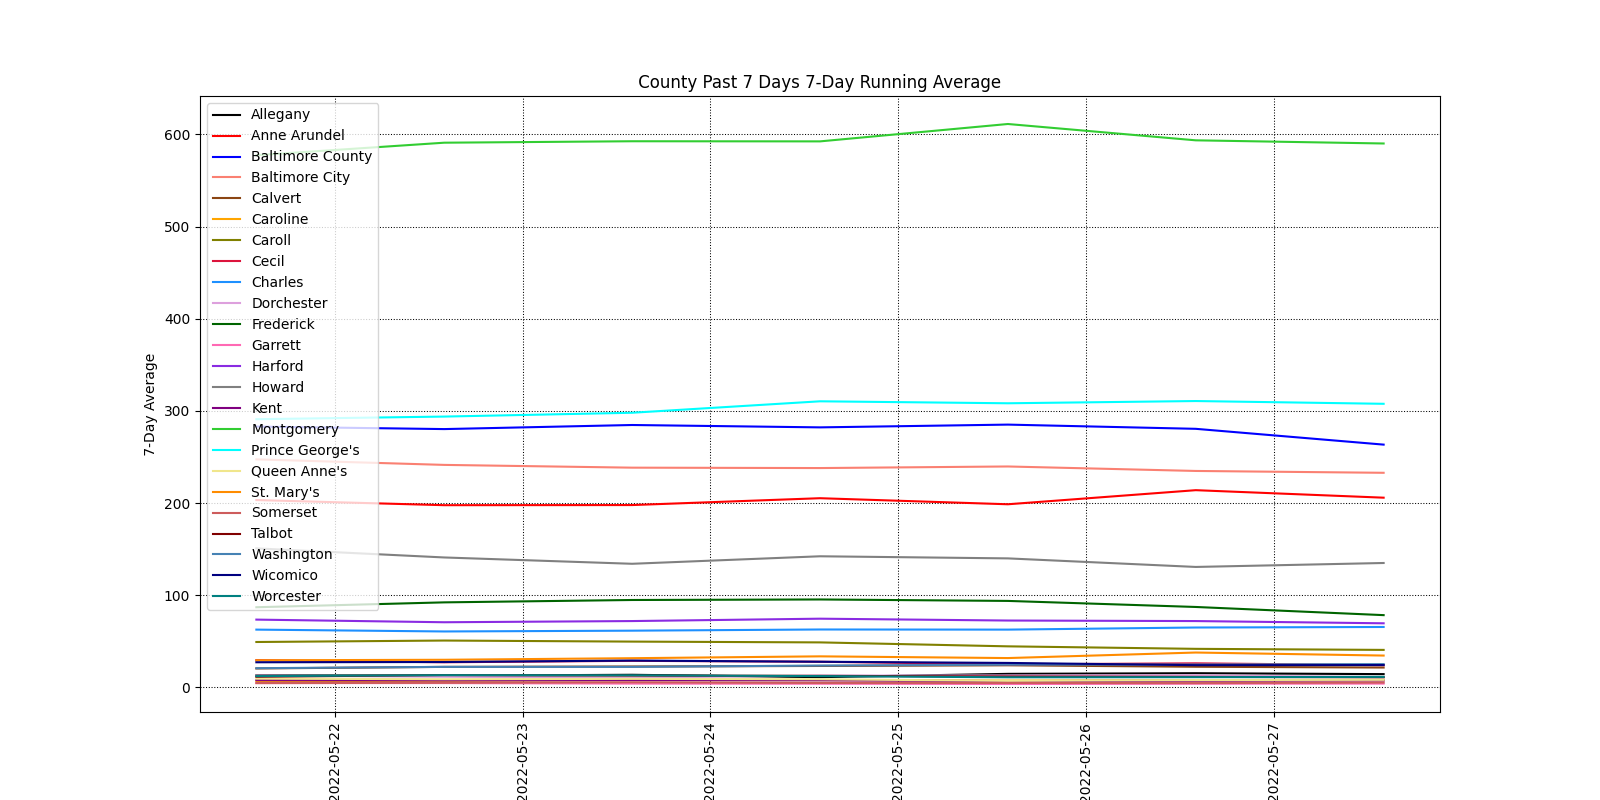 County Past 7 Days 7-Day Running Average
7-Day Average
600
500
400
300
200
100
0
Allegany
Anne Arundel
Baltimore County
Baltimore City
Calvert
Caroline
Caroll
Cecil
Charles
Dorchester
Frederick
Garrett
Harford
Howard
Kent
Montgomery
Prince George's
Queen Anne's
St. Mary's
Somerset
Talbot
Washington
Wicomico
Worcester
2022-05-22
2022-05-23
2022-05-24
2022-05-25
2022-05-26
2022-05-27